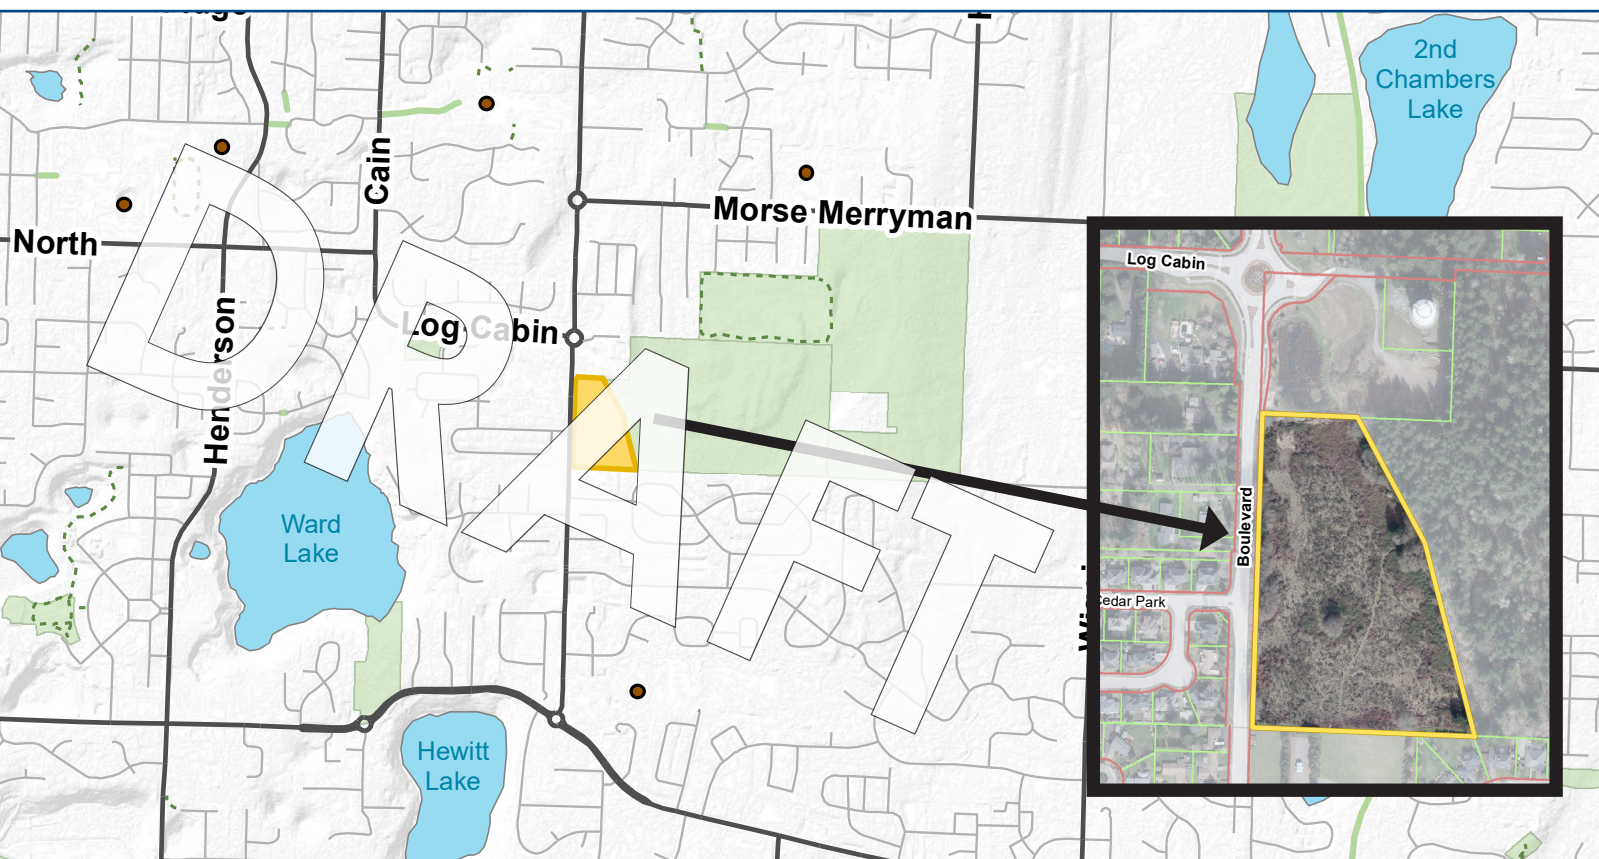 2nd
Chambers
Lake
Cain
Morse Merryman
North
Log Cabin
Henderson
DRAFT
Ward
Lake
Hewitt
Lake
Log Cabin
Boulevard
Cedar Park